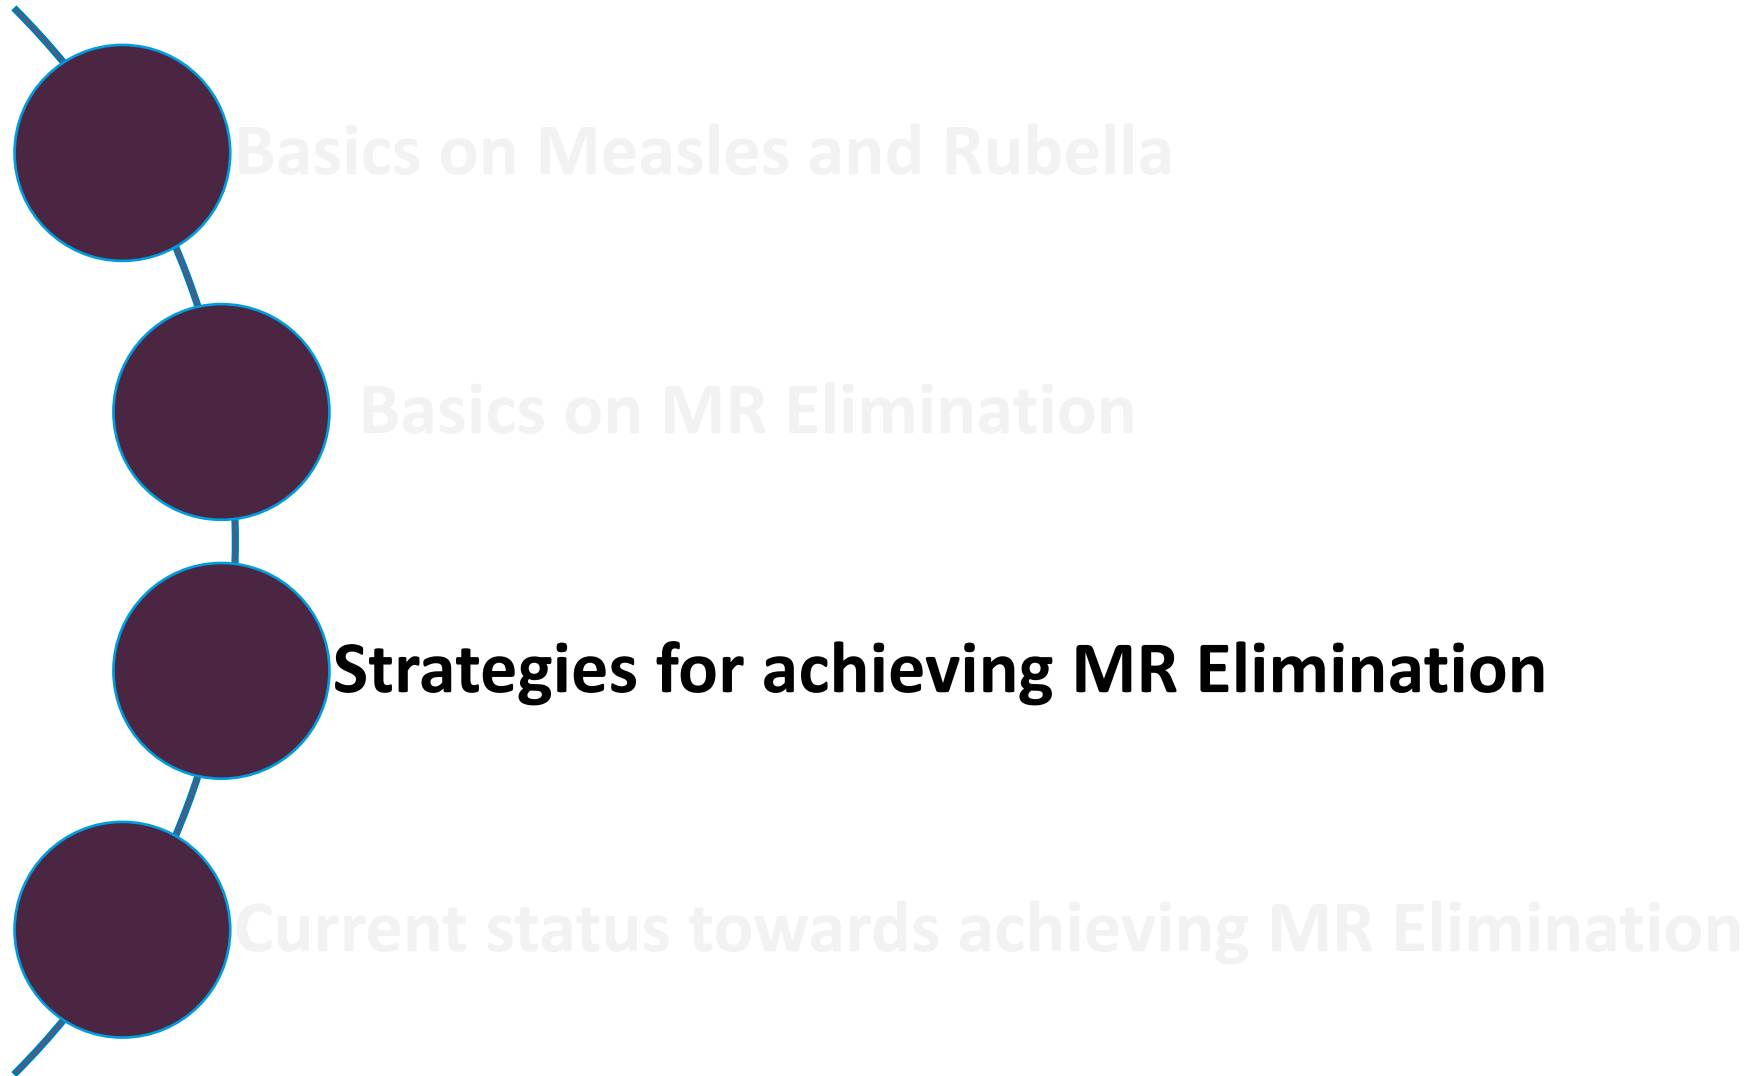 Basics on Measles and Rubella
Basics on MR Elimination
Strategies for achieving MR Elimination
Current status towards achieving MR Elimination